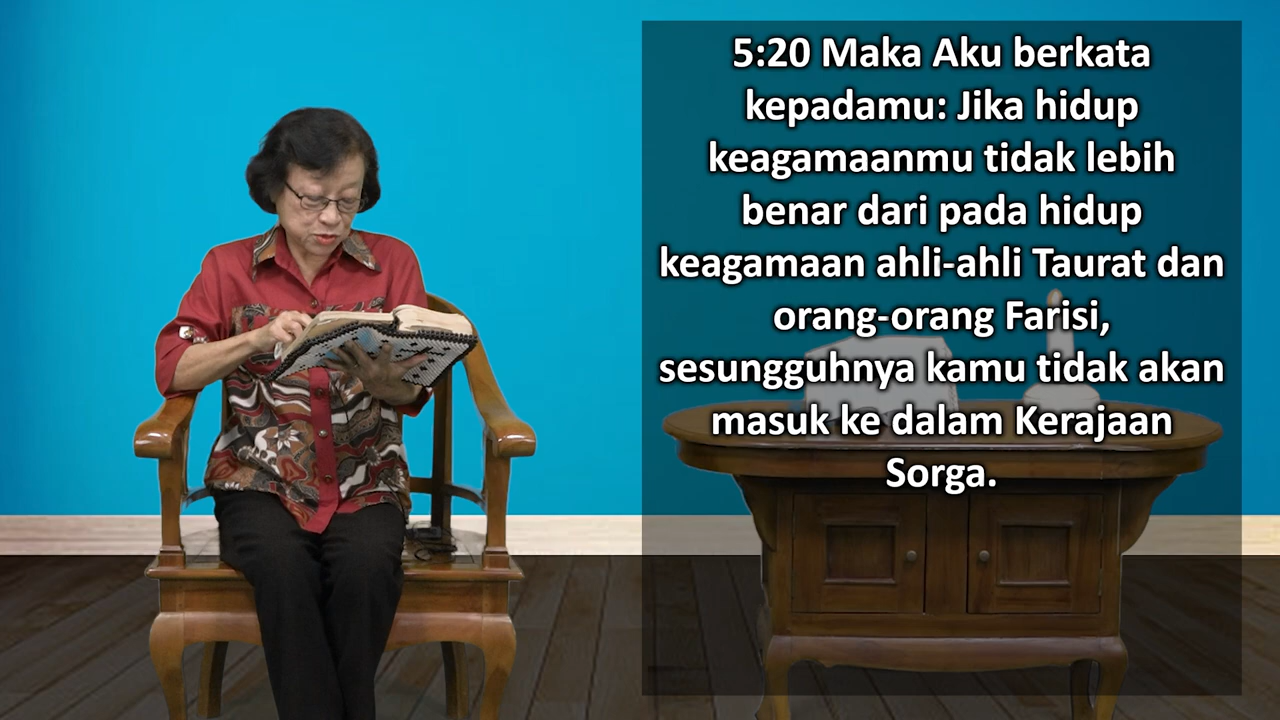 5:20 Maka Aku berkata
kepadamu: Jika hidup
keagamaanmu tidak lebih
benar dari pada hidup
keagamaan ahli-ahli Taurat dan
orang-orang Farisi,
sesungguhnya kamu tidak akan
masuk ke dalam Kerajaan
Sorga.